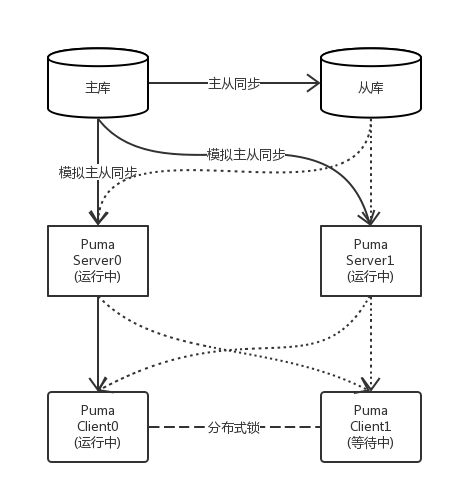 主库
主从同步
从库
模拟主从同步
模拟主从同步
Puma
Server0
(运行中)
Puma
Server1
(运行中)
Puma
Client0
(运行中)
分布式锁
Puma
Client1
(等待中)